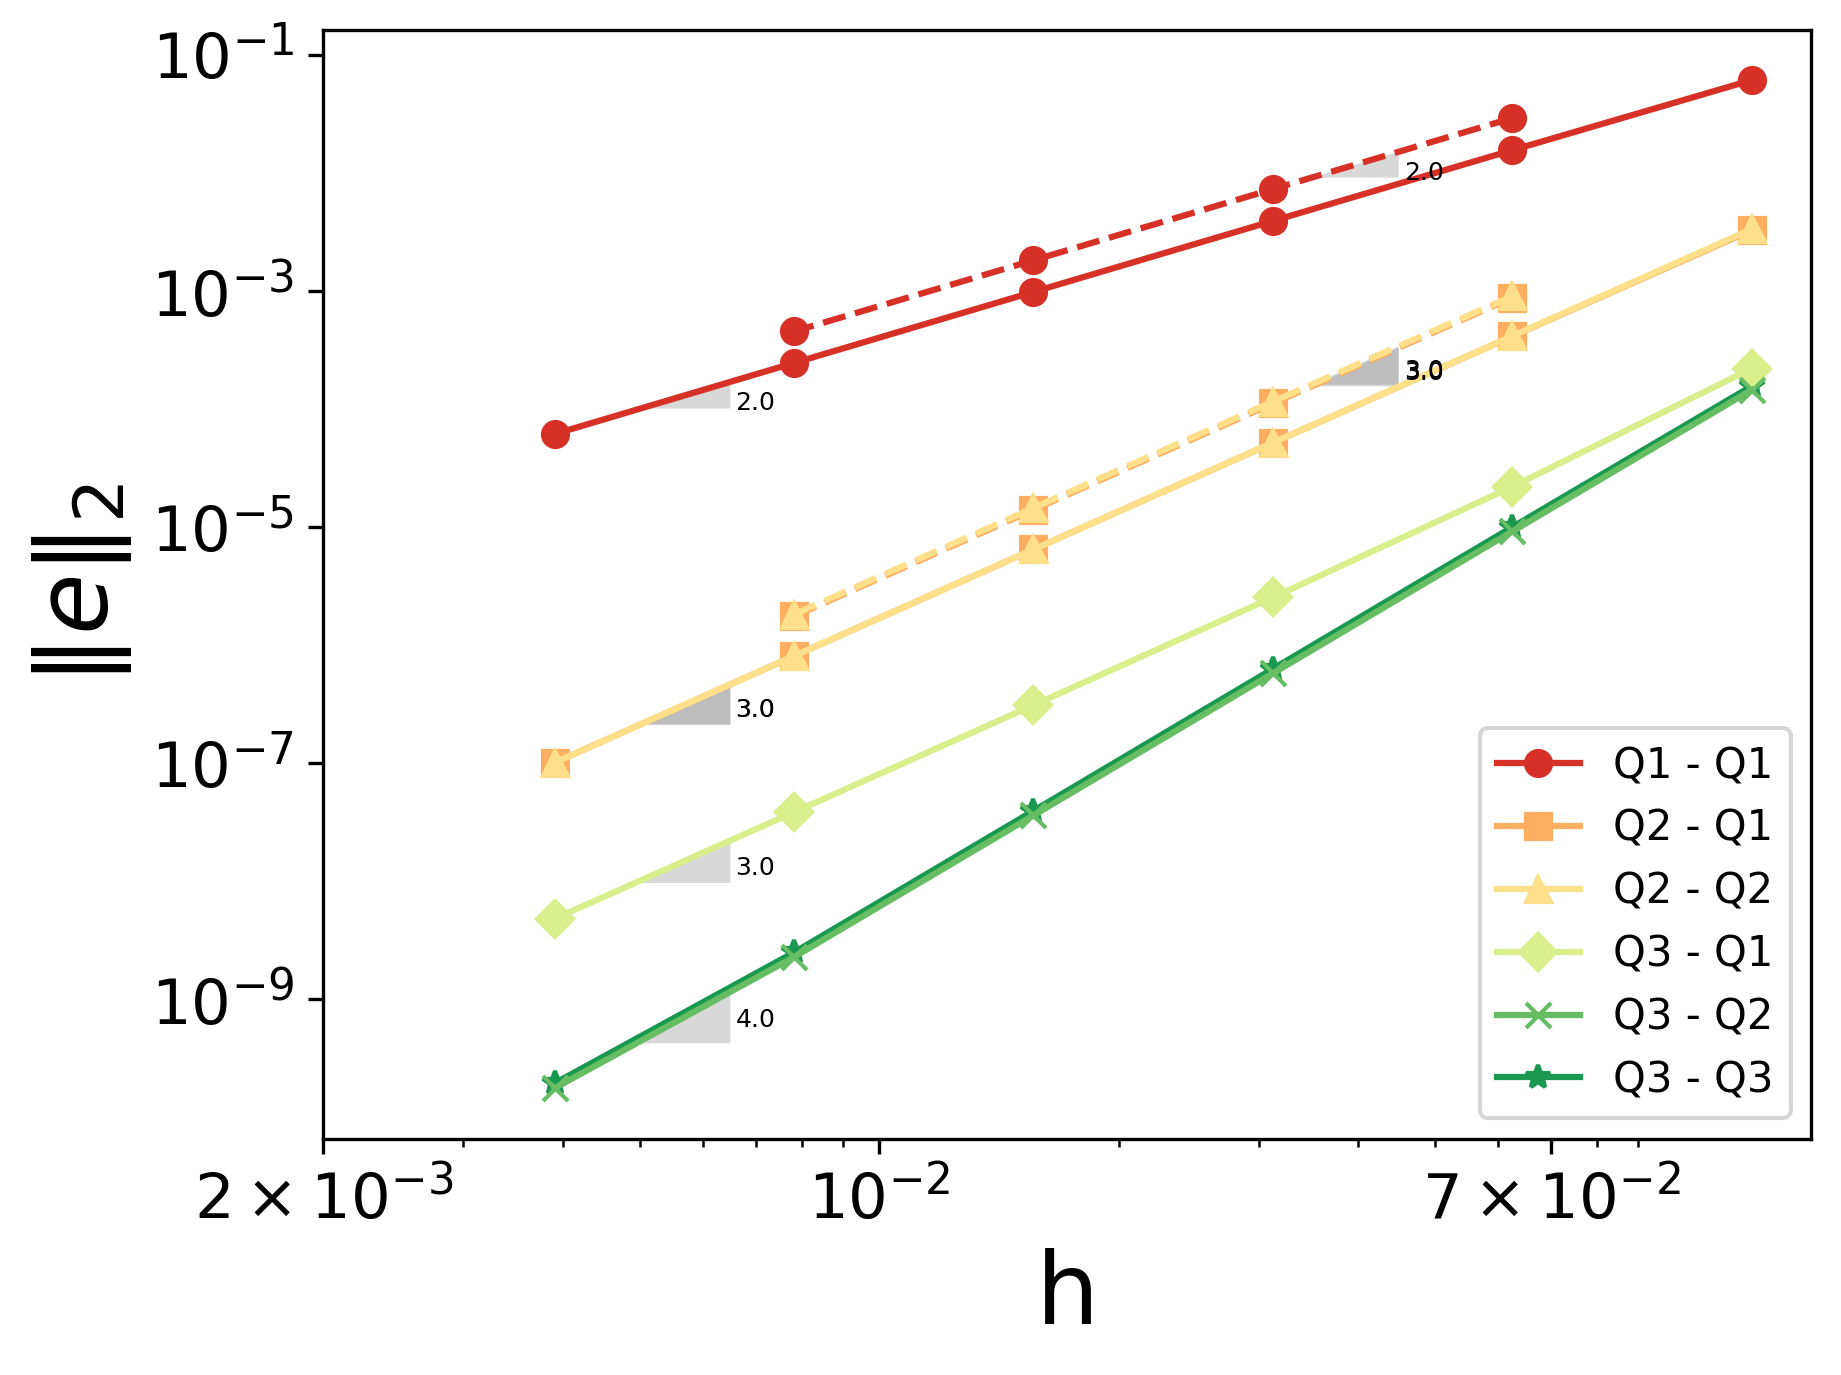 10⁻¹
10⁻³
10⁻⁵
10⁻⁷
10⁻⁹
‖e‖₂
2.0
3.0
2.0
3.0
3.0
4.0
Q1 - Q1
Q2 - Q1
Q2 - Q2
Q3 - Q1
Q3 - Q2
Q3 - Q3
2 × 10⁻³
10⁻²
7 × 10⁻²
h